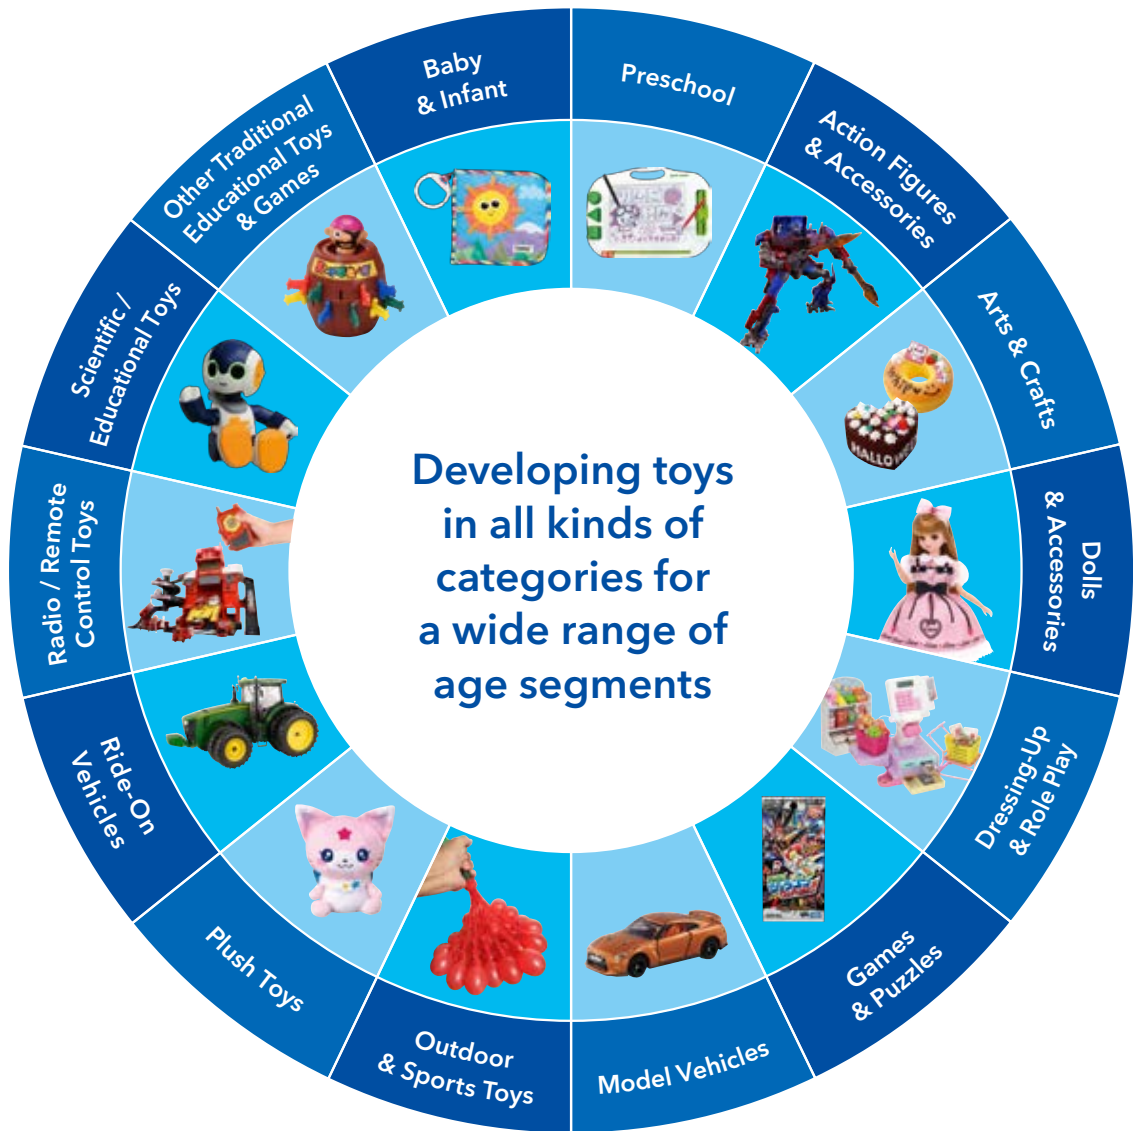 Baby
& Infant
Preschool
Action Figures
& Accessories
Arts & Crafts
Dolls
& Accessories
Dressing-Up
& Role Play
Games
& Puzzles
Model Vehicles
Outdoor
& Sports Toys
Plush Toys
Ride-On
Vehicles
Radio / Remote
Control Toys
Scientific /
Educational Toys
Other Traditional
Educational Toys
& Games
Developing toys
in all kinds of
categories for
a wide range of
age segments